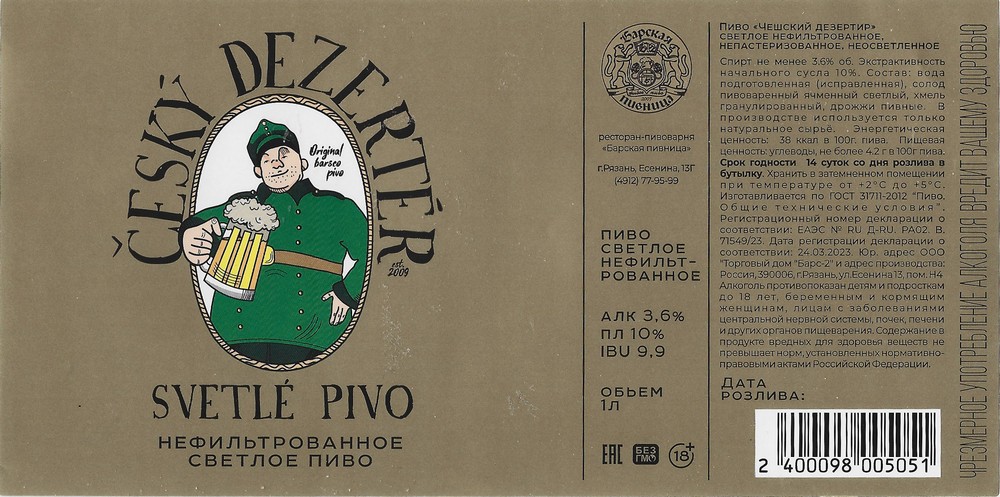 ČESKÝ DEZERTÉR
Original
barsco
pivo
est.
2009
SVETLÉ PIVO
НЕФИЛЬТРОВАННОЕ
СВЕТЛОЕ ПИВО
Барская
2007
пивница
ресторан-пивоварня
«Барская пивница»
г.Рязань, Есенина, 13Г
(4912) 77-95-99
ПИВО
СВЕТЛОЕ
НЕФИЛЬТ-
РОВАННОЕ
АЛК 3,6%
ПЛ 10%
IBU 9,9
ОБЪЕМ
1Л
ЕАС
БЕЗ
ГМО
18+
ПИВО «ЧЕШСКИЙ ДЕЗЕРТИР»
СВЕТЛОЕ НЕФИЛЬТРОВАННОЕ,
НЕПАСТЕРИЗОВАННОЕ, НЕОСВЕТЛЕННОЕ
Спирт не менее 3,6% об. Экстрактивность
начального сусла 10%. Состав: вода
подготовленная (исправленная), солод
пивоваренный ячменный светлый, хмель
гранулированный, дрожжи пивные. В
производстве используется только
натуральное сырьё. Энергетическая
ценность: 38 ккал в 100г. пива. Пищевая
ценность: углеводы, не более 4.2 г в 100г пива.
Срок годности 14 суток со дня розлива в
бутылку. Хранить в затемненном помещении
при температуре от +2°С до +5°С.
Изготавливается по ГОСТ 31711-2012 "Пиво.
Общие технические условия".
Регистрационный номер декларации о
соответствии: ЕАЭС № RU Д-RU. РА02. В.
71549/23. Дата регистрации декларации о
соответствии: 24.03.2023. Юр. адрес ООО
"Торговый дом "Барс-2" и адрес производства:
Россия, 390006, г.Рязань, ул.Есенина 13, пом. Н4
Алкоголь противопоказан детям и подросткам
до 18 лет, беременным и кормящим
женщинам, лицам с заболеваниями
центральной нервной системы, почек, печени
и других органов пищеварения. Содержание в
продукте вредных для здоровья веществ не
превышает норм, установленных нормативно-
правовыми актами Российской Федерации.
ДАТА
РОЗЛИВА:
2 400098 005051
ЧРЕЗМЕРНОЕ УПОТРЕБЛЕНИЕ АЛКОГОЛЯ ВРЕДИТ ВАШЕМУ ЗДОРОВЬЮ